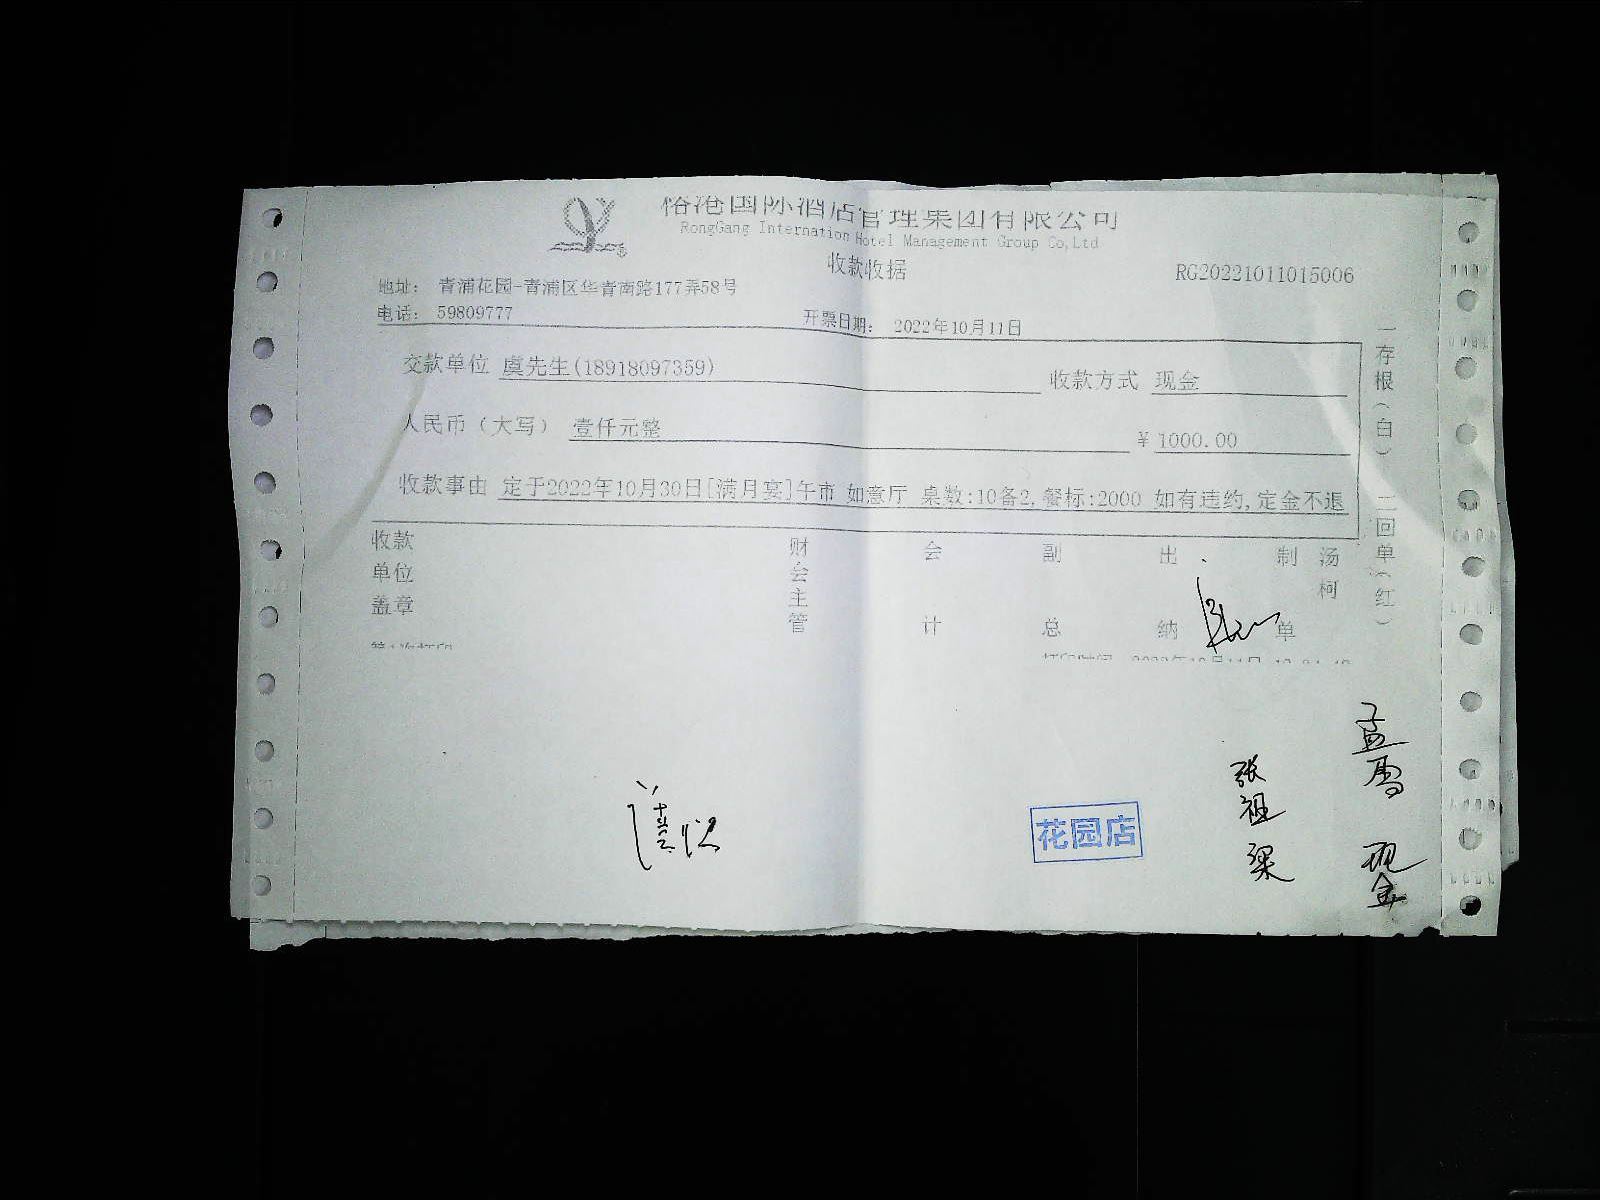 裕港国际酒店管理集团有限公司
RongGang Internation Hotel Management Group Co,Ltd
收款收据
RG20221011015006
地址: 青浦花园-青浦区华青南路177弄58号
电话: 59809777 开票日期: 2022年10月11日
交款单位 虞先生(18918097359) 收款方式 现金
人民币（大写） 壹仟元整 ¥ 1000.00
收款事由 定于2022年10月30日[满月宴]午市 如意厅 桌数:10备2,餐标:2000 如有违约,定金不退
收款单位盖章 财会主管 会计 副总 出纳 制单 汤柯
一存根(白) 二回单(红)
花园店
张祖梁
现金